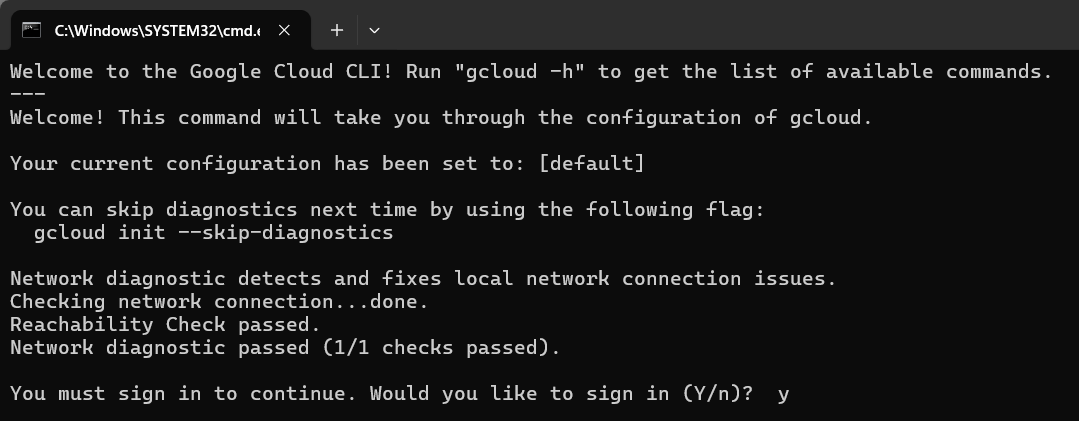 C:\Windows\SYSTEM32\cmd.e
Welcome to the Google Cloud CLI! Run "gcloud -h" to get the list of available commands.
---
Welcome! This command will take you through the configuration of gcloud.
Your current configuration has been set to: [default]
You can skip diagnostics next time by using the following flag:
  gcloud init --skip-diagnostics
Network diagnostic detects and fixes local network connection issues.
Checking network connection...done.
Reachability Check passed.
Network diagnostic passed (1/1 checks passed).
You must sign in to continue. Would you like to sign in (Y/n)?  y